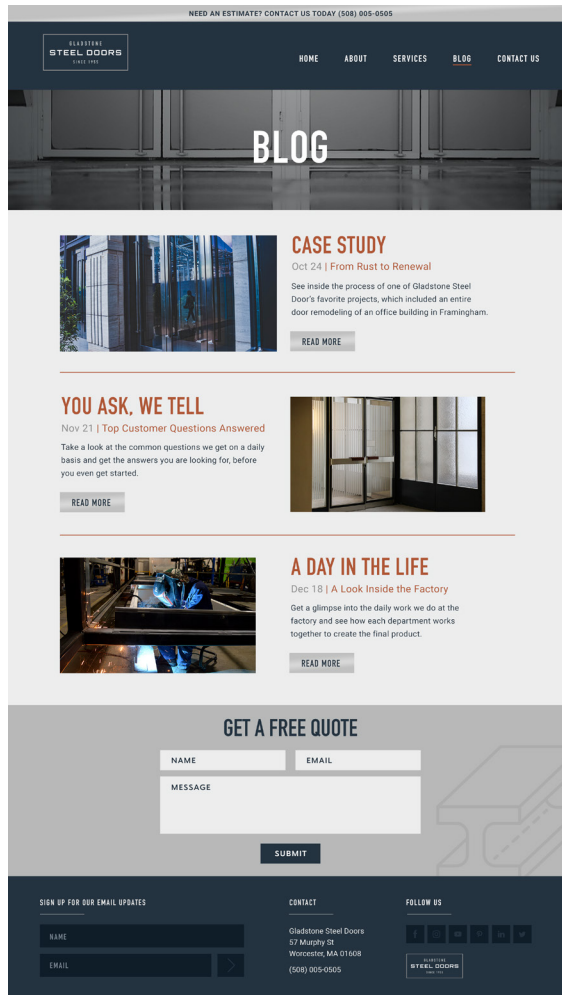 NEED AN ESTIMATE? CONTACT US TODAY (508) 005-0505
GLADSTONE
STEEL DOORS
SINCE 1985
HOME ABOUT SERVICES BLOG CONTACT US
BLOG
CASE STUDY
Oct 24 | From Rust to Renewal
See inside the process of one of Gladstone Steel
Door's favorite projects, which included an entire
door remodeling of an office building in Framingham.
READ MORE
YOU ASK, WE TELL
Nov 21 | Top Customer Questions Answered
Take a look at the common questions we get on a daily
basis and get the answers you are looking for, before
you even get started.
READ MORE
A DAY IN THE LIFE
Dec 18 | A Look Inside the Factory
Get a glimpse into the daily work we do at the
factory and see how each department works
together to create the final product.
READ MORE
GET A FREE QUOTE
NAME
EMAIL
MESSAGE
SUBMIT
SIGN UP FOR OUR EMAIL UPDATES
NAME
EMAIL
CONTACT
Gladstone Steel Doors
57 Murphy St
Worcester, MA 01608
(508) 005-0505
FOLLOW US
GLADSTONE
STEEL DOORS
SINCE 1985